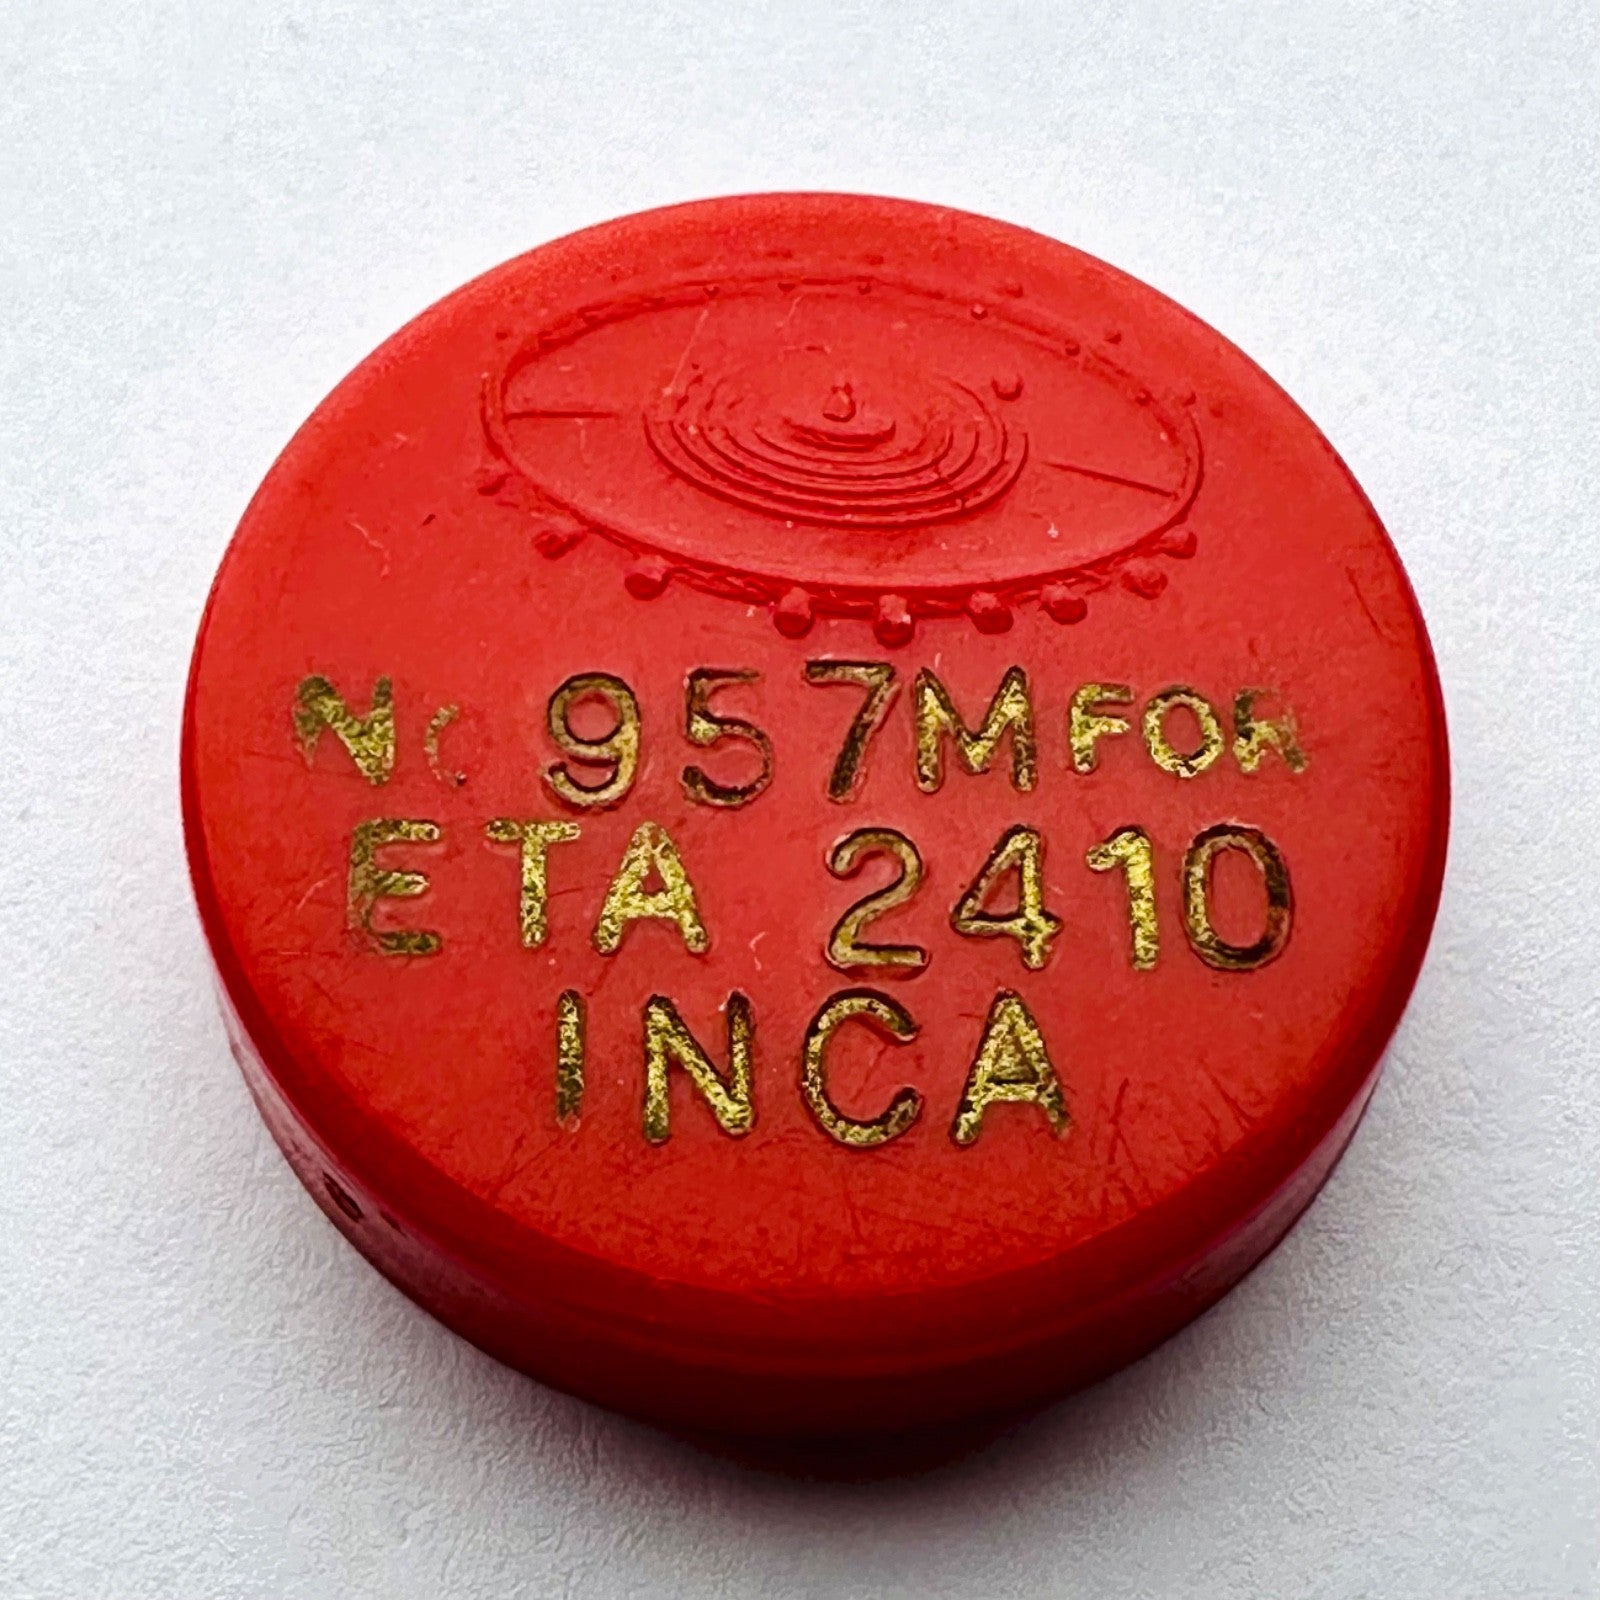 No 957M FOR
ETA 2410
INCA